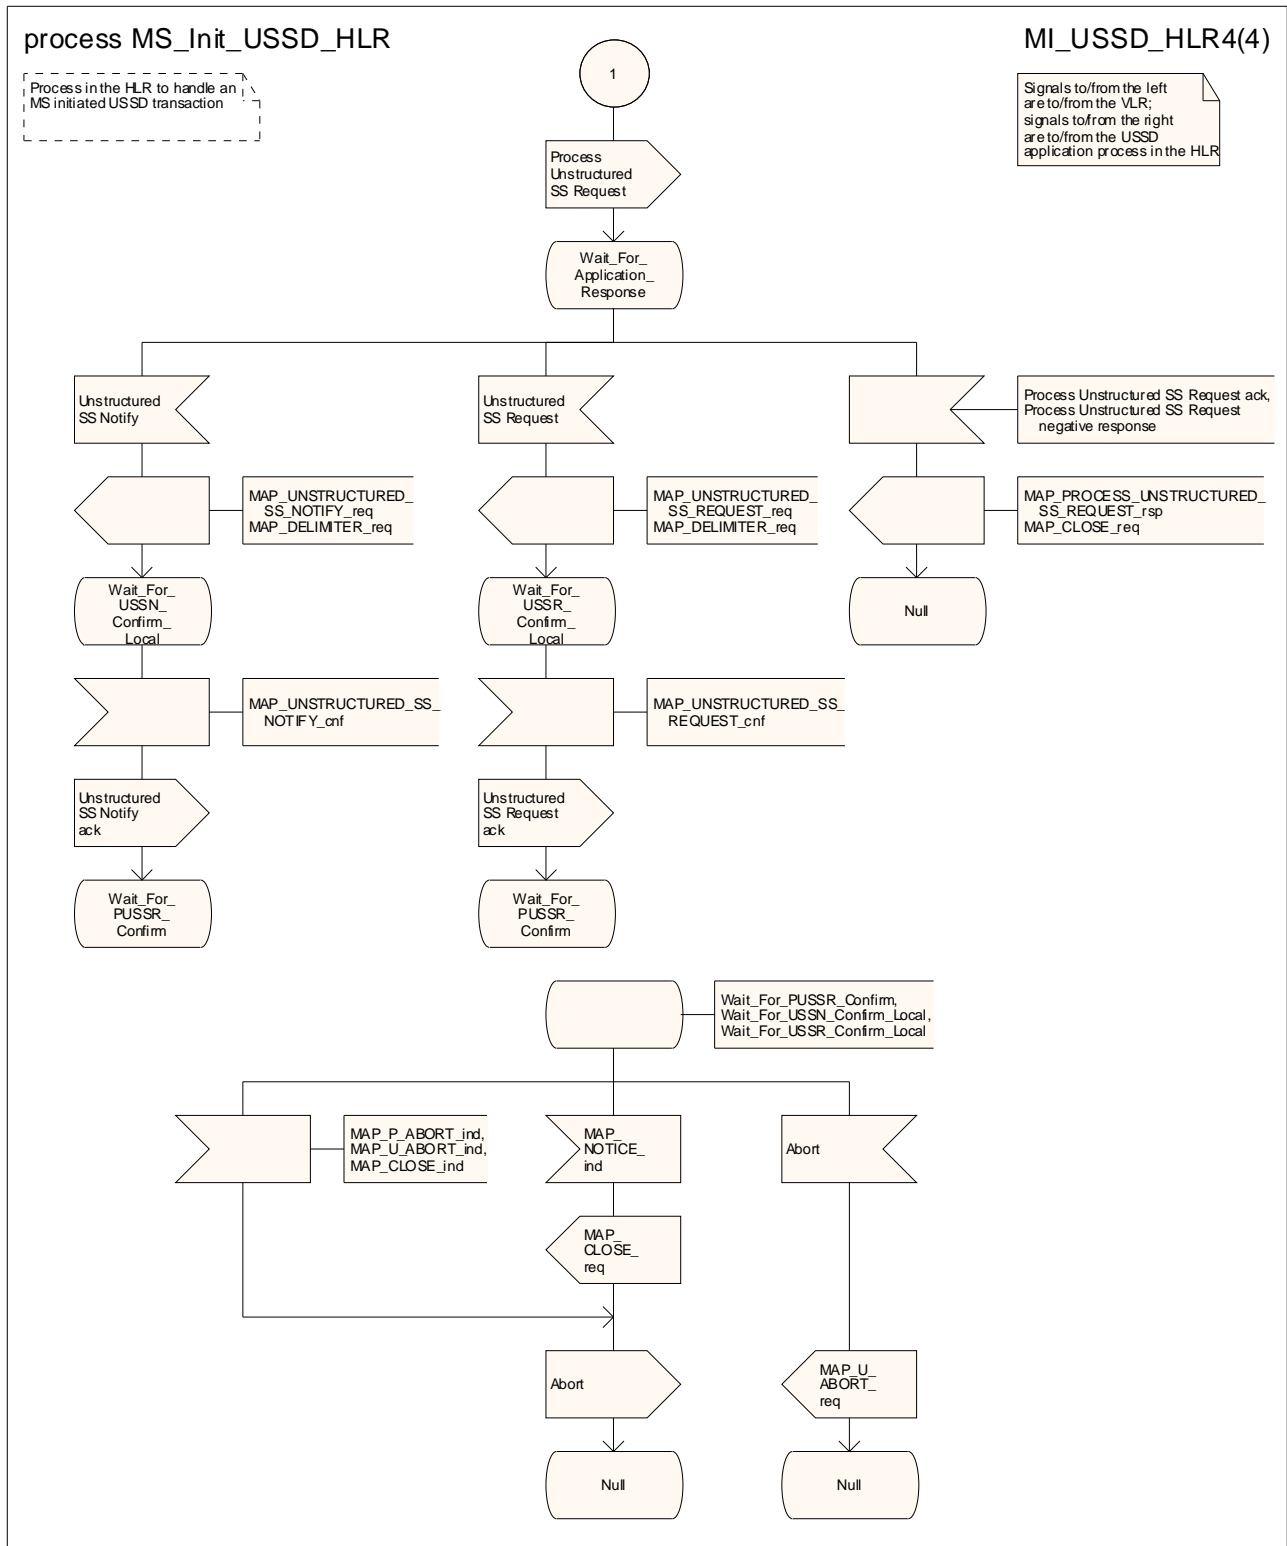 process MS_Init_USSD_HLR
MI_USSD_HLR4(4)
Process in the HLR to handle an
MS initiated USSD transaction
1
Signals to/from the left
are to/from the VLR;
signals to/from the right
are to/from the USSD
application process in the HLR
Process
Unstructured
SS Request
Wait_For_
Application_
Response
Unstructured
SS Notify
Unstructured
SS Request
Process Unstructured SS Request ack,
Process Unstructured SS Request
negative response
MAP_UNSTRUCTURED_
SS_NOTIFY_req
MAP_DELIMITER_req
MAP_UNSTRUCTURED_
SS_REQUEST_req
MAP_DELIMITER_req
MAP_PROCESS_UNSTRUCTURED_
SS_REQUEST_rsp
MAP_CLOSE_req
Wait_For_
USSN_
Confirm_
Local
Wait_For_
USSR_
Confirm_
Local
Null
MAP_UNSTRUCTURED_SS_
NOTIFY_cnf
MAP_UNSTRUCTURED_SS_
REQUEST_cnf
Unstructured
SS Notify
ack
Unstructured
SS Request
ack
Wait_For_
PUSSR_
Confirm
Wait_For_
PUSSR_
Confirm
Wait_For_PUSSR_Confirm,
Wait_For_USSN_Confirm_Local,
Wait_For_USSR_Confirm_Local
MAP_P_ABORT_ind,
MAP_U_ABORT_ind,
MAP_CLOSE_ind
MAP_
NOTICE_
ind
Abort
MAP_
CLOSE_
req
Abort
MAP_U_
ABORT_
req
Null
Null